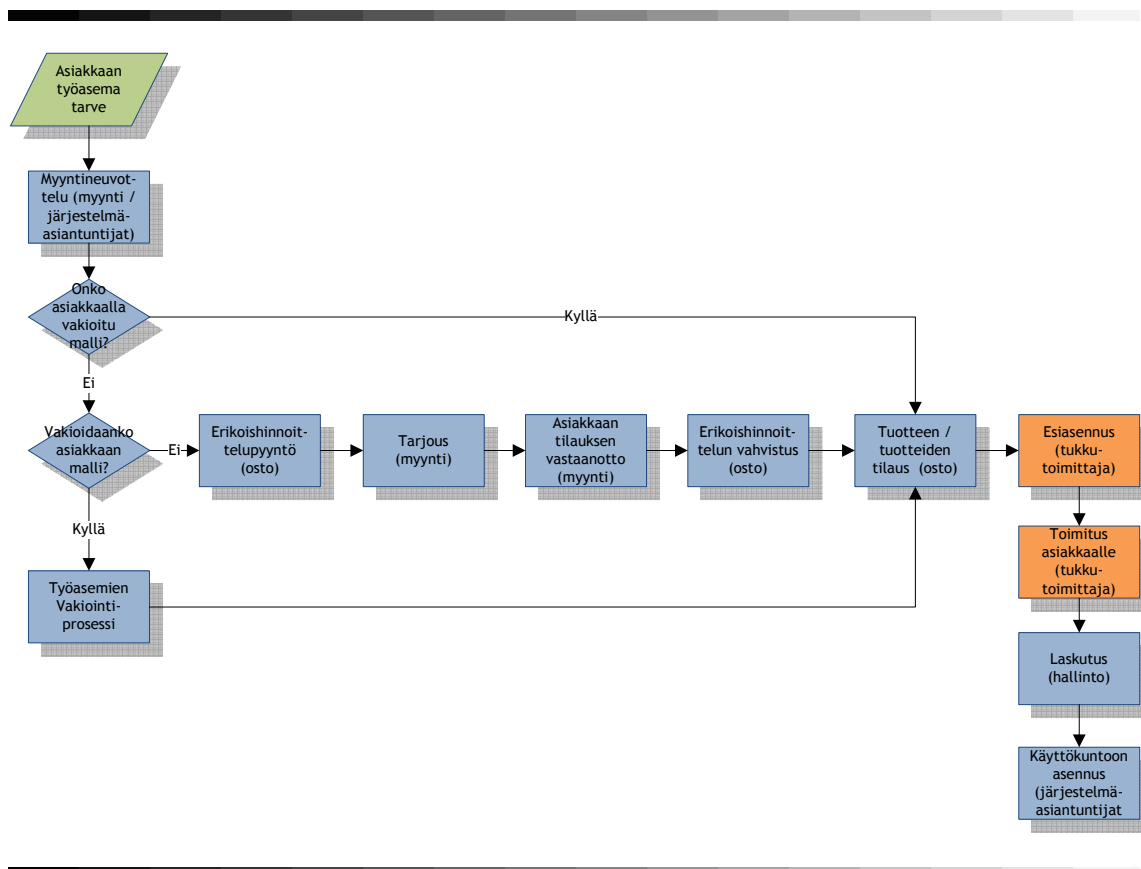 Asiakkaan
työasema
tarve
Myyntineuvot-
telu (myynti /
järjestelmä-
asiantuntijat)
Onko
asiakkaalla
vakioitu
malli?
Kyllä
Ei
Vakioidaanko
asiakkaan
malli?
Ei
Erikoishinnoit-
telupyyntö
(osto)
Tarjous
(myynti)
Asiakkaan
tilauksen
vastaanotto
(myynti)
Erikoishinnoit-
telun vahvistus
(osto)
Tuotteen /
tuotteiden
tilaus (osto)
Esiasennus
(tukku-
toimittaja)
Kyllä
Työasemien
Vakiointi-
prosessi
Toimitus
asiakkaalle
(tukku-
toimittaja)
Laskutus
(hallinto)
Käyttökuntoon
asennus
(järjestelmä-
asiantuntijat